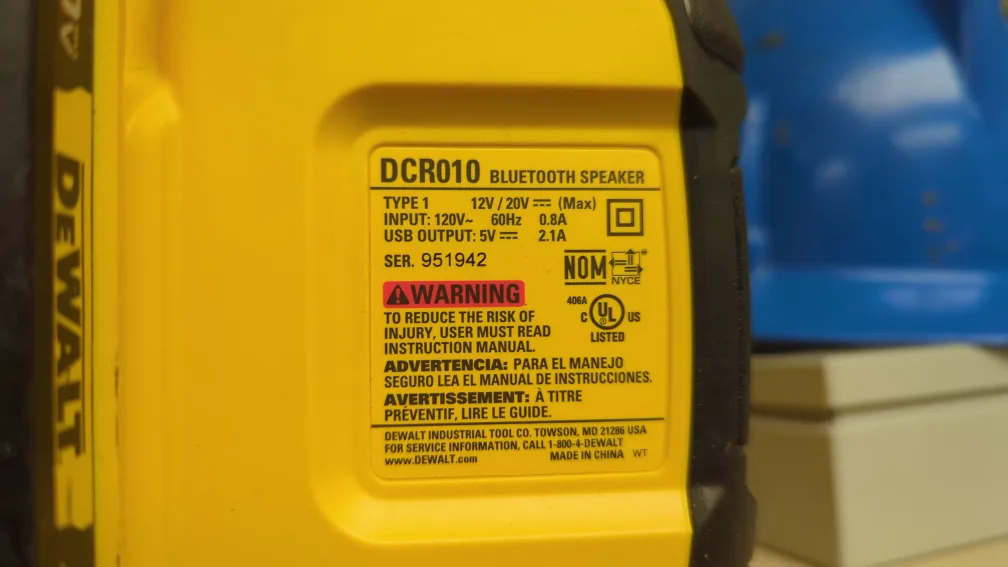 0V
DEWALT
DCR010 BLUETOOTH SPEAKER
TYPE 1 12V / 20V ⎓ (Max)
INPUT: 120V~ 60Hz 0.8A
USB OUTPUT: 5V ⎓ 2.1A
SER. 951942
NOM
NYCE
WARNING
TO REDUCE THE RISK OF
INJURY, USER MUST READ
INSTRUCTION MANUAL.
406A
C UL US
LISTED
ADVERTENCIA: PARA EL MANEJO
SEGURO LEA EL MANUAL DE INSTRUCCIONES.
AVERTISSEMENT: À TITRE
PRÉVENTIF, LIRE LE GUIDE.
DEWALT INDUSTRIAL TOOL CO. TOWSON, MD 21286 USA
FOR SERVICE INFORMATION, CALL 1-800-4-DEWALT
www.DEWALT.com MADE IN CHINA WT